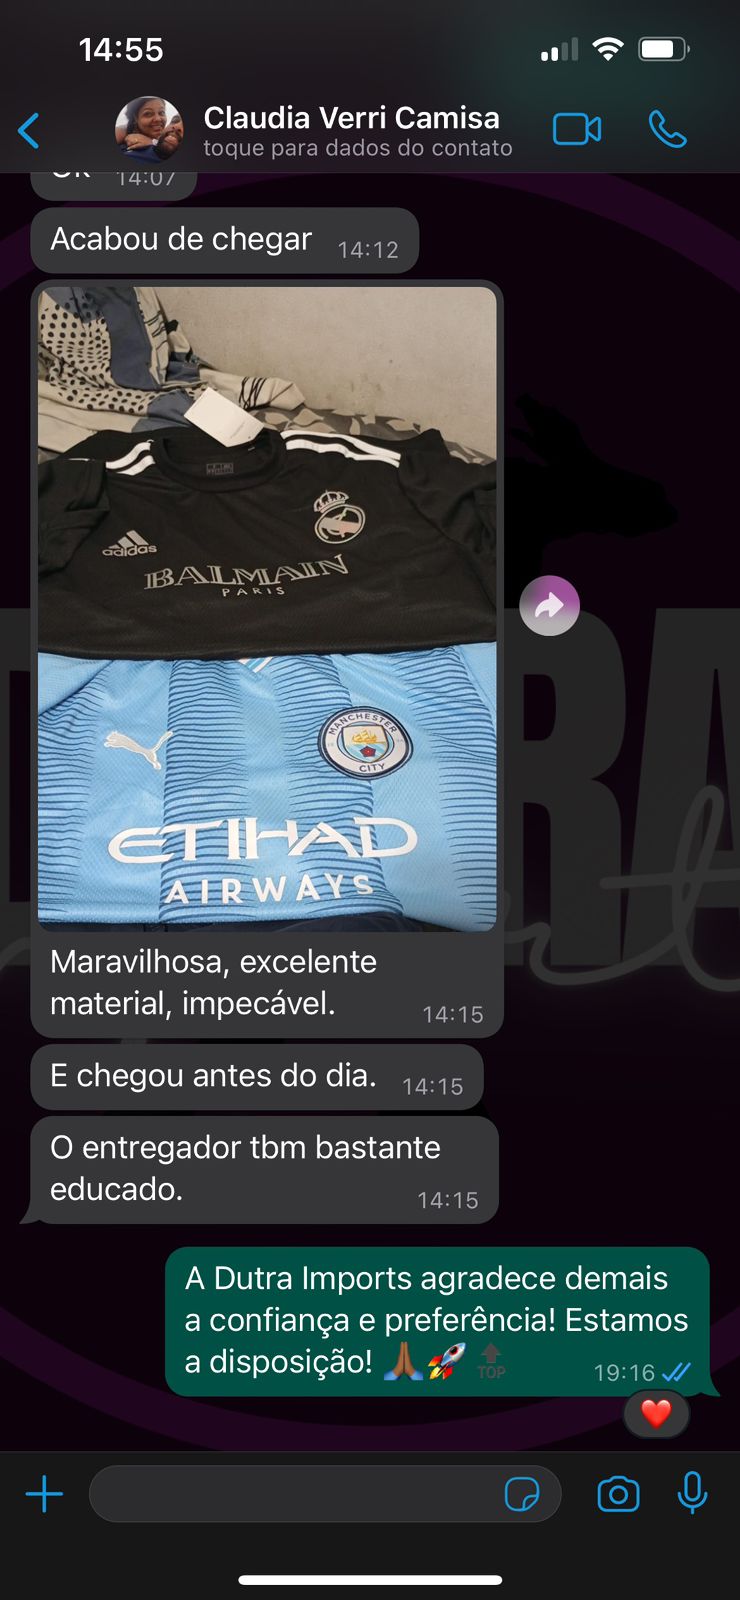 14:55
Claudia Verri Camisa
toque para dados do contato
Ok 14:07
Acabou de chegar 14:12
adidas
BALMAIN
PARIS
MANCHESTER
CITY
ETIHAD
AIRWAYS
Maravilhosa, excelente
material, impecável. 14:15
E chegou antes do dia. 14:15
O entregador tbm bastante
educado. 14:15
A Dutra Imports agradece demais
a confiança e preferência! Estamos
a disposição! 🙏🏾🚀🔝 19:16